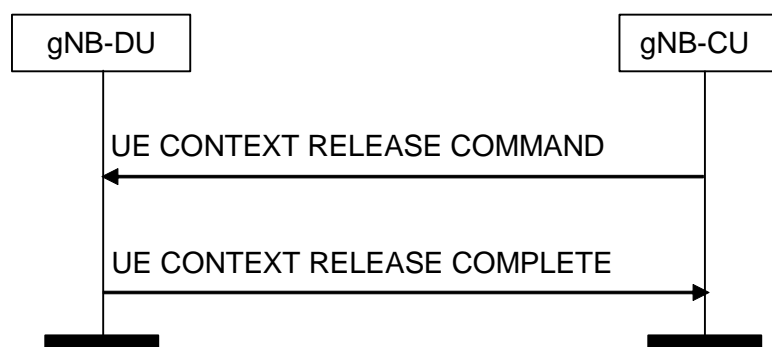 gNB-DU
gNB-CU
UE CONTEXT RELEASE COMMAND
UE CONTEXT RELEASE COMPLETE